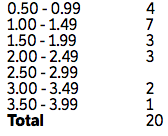 0.50 - 0.99 4
1.00 - 1.49 7
1.50 - 1.99 3
2.00 - 2.49 3
2.50 - 2.99
3.00 - 3.49 2
3.50 - 3.99 1
Total 20